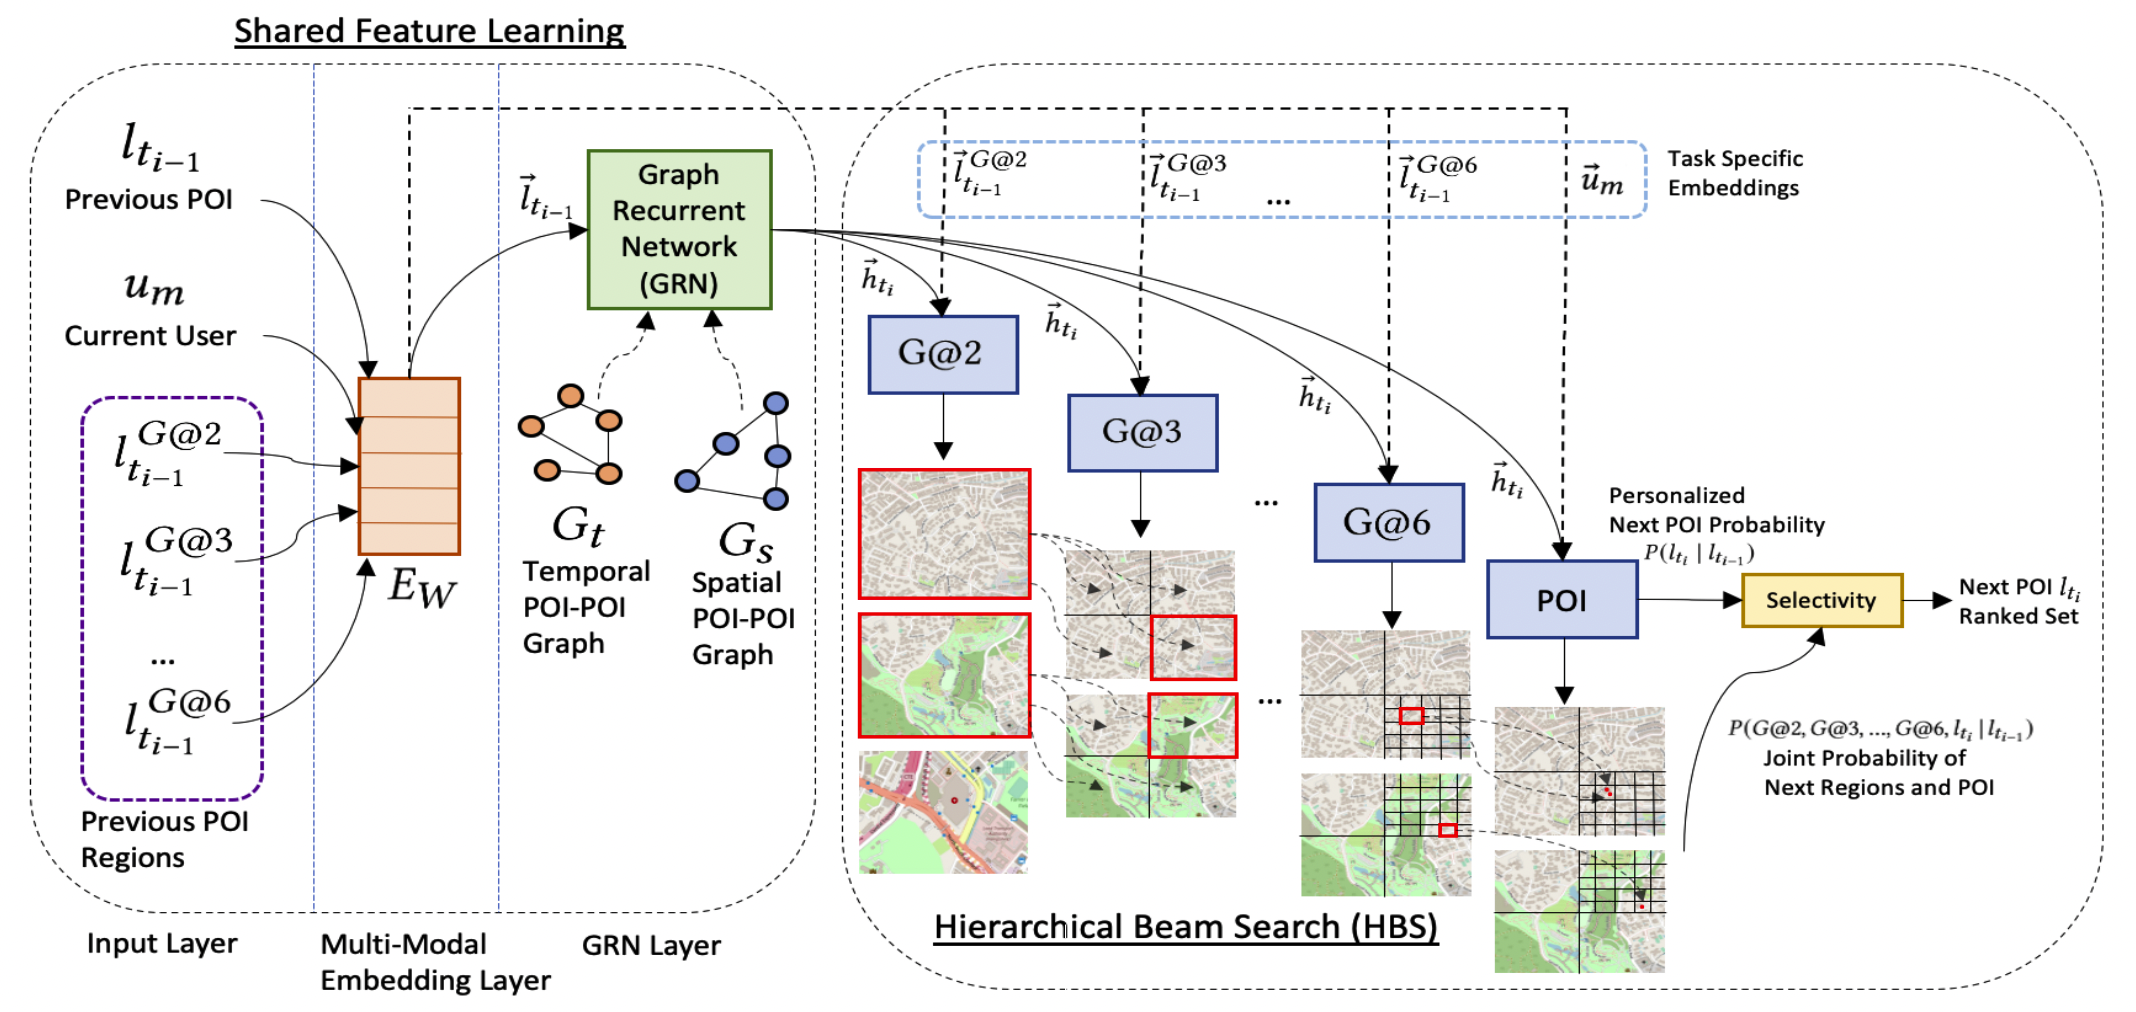 Shared Feature Learning
l_{t_{i-1}}
Previous POI
u_m
Current User
l_{t_{i-1}}^{G@2}
l_{t_{i-1}}^{G@3}
...
l_{t_{i-1}}^{G@6}
Previous POI
Regions
E_W
\vec{l}_{t_{i-1}}
Graph
Recurrent
Network
(GRN)
G_t
Temporal
POI-POI
Graph
G_s
Spatial
POI-POI
Graph
Input Layer
Multi-Modal
Embedding Layer
GRN Layer
\vec{l}_{t_{i-1}}^{G@2}
\vec{l}_{t_{i-1}}^{G@3}
...
\vec{l}_{t_{i-1}}^{G@6}
\vec{u}_m
Task Specific
Embeddings
\vec{h}_{t_i}
\vec{h}_{t_i}
\vec{h}_{t_i}
\vec{h}_{t_i}
G@2
G@3
...
G@6
POI
...
Personalized
Next POI Probability
P(l_{t_i} | l_{t_{i-1}})
Selectivity
Next POI l_{t_i}
Ranked Set
P(G@2, G@3, ..., G@6, l_{t_i} | l_{t_{i-1}})
Joint Probability of
Next Regions and POI
Hierarchical Beam Search (HBS)